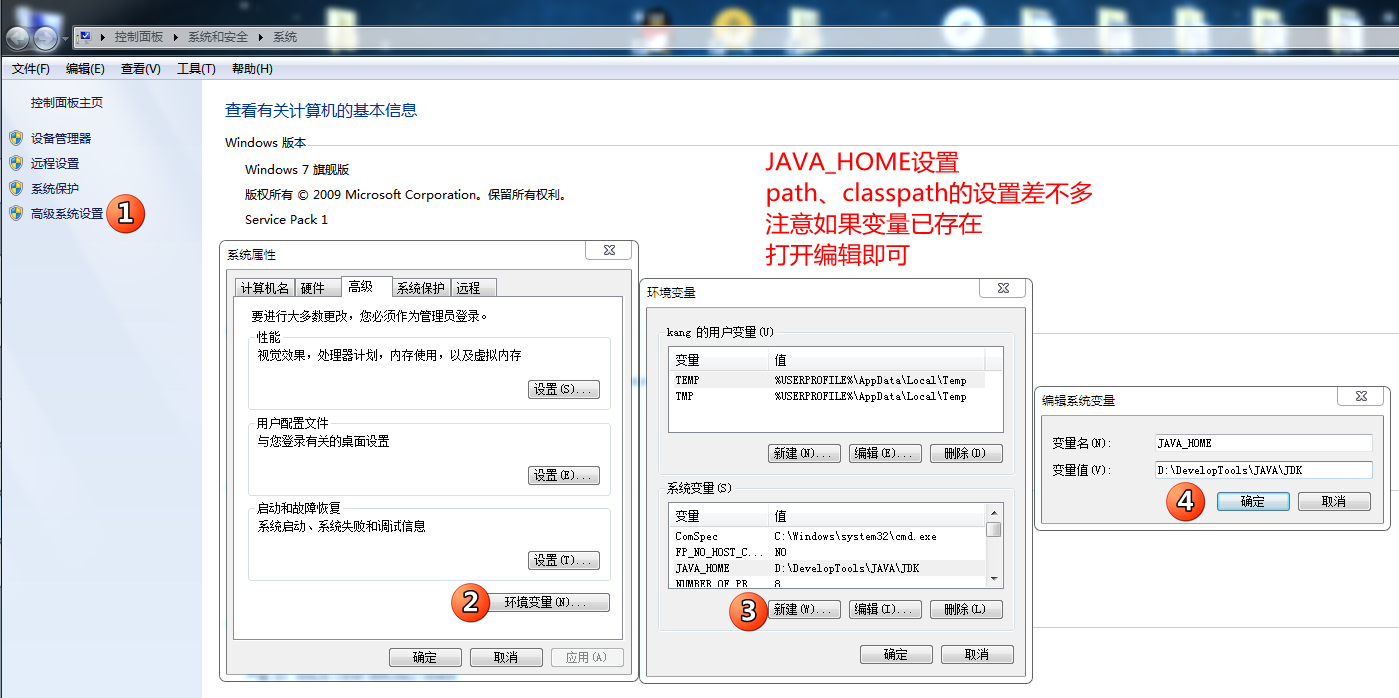 控制面板 ▸ 系统和安全 ▸ 系统
文件(F) 编辑(E) 查看(V) 工具(T) 帮助(H)
控制面板主页
设备管理器
远程设置
系统保护
高级系统设置
1
查看有关计算机的基本信息
Windows 版本
Windows 7 旗舰版
版权所有 © 2009 Microsoft Corporation。保留所有权利。
Service Pack 1
JAVA_HOME设置
path、classpath的设置差不多
注意如果变量已存在
打开编辑即可
系统属性
计算机名 硬件 高级 系统保护 远程
要进行大多数更改，您必须作为管理员登录。
性能
视觉效果，处理器计划，内存使用，以及虚拟内存
设置(S)...
用户配置文件
与您登录有关的桌面设置
设置(E)...
启动和故障恢复
系统启动、系统失败和调试信息
设置(T)...
2
环境变量(N)...
确定 取消 应用(A)
环境变量
kang 的用户变量(U)
变量 值
TEMP %USERPROFILE%\AppData\Local\Temp
TMP %USERPROFILE%\AppData\Local\Temp
新建(N)... 编辑(E)... 删除(D)
系统变量(S)
变量 值
ComSpec C:\Windows\system32\cmd.exe
FP_NO_HOST_C... NO
JAVA_HOME D:\DevelopTools\JAVA\JDK
NUMBER_OF_PR... 8
3
新建(W)... 编辑(I)... 删除(L)
确定 取消
编辑系统变量
变量名(N): JAVA_HOME
变量值(V): D:\DevelopTools\JAVA\JDK
4
确定 取消